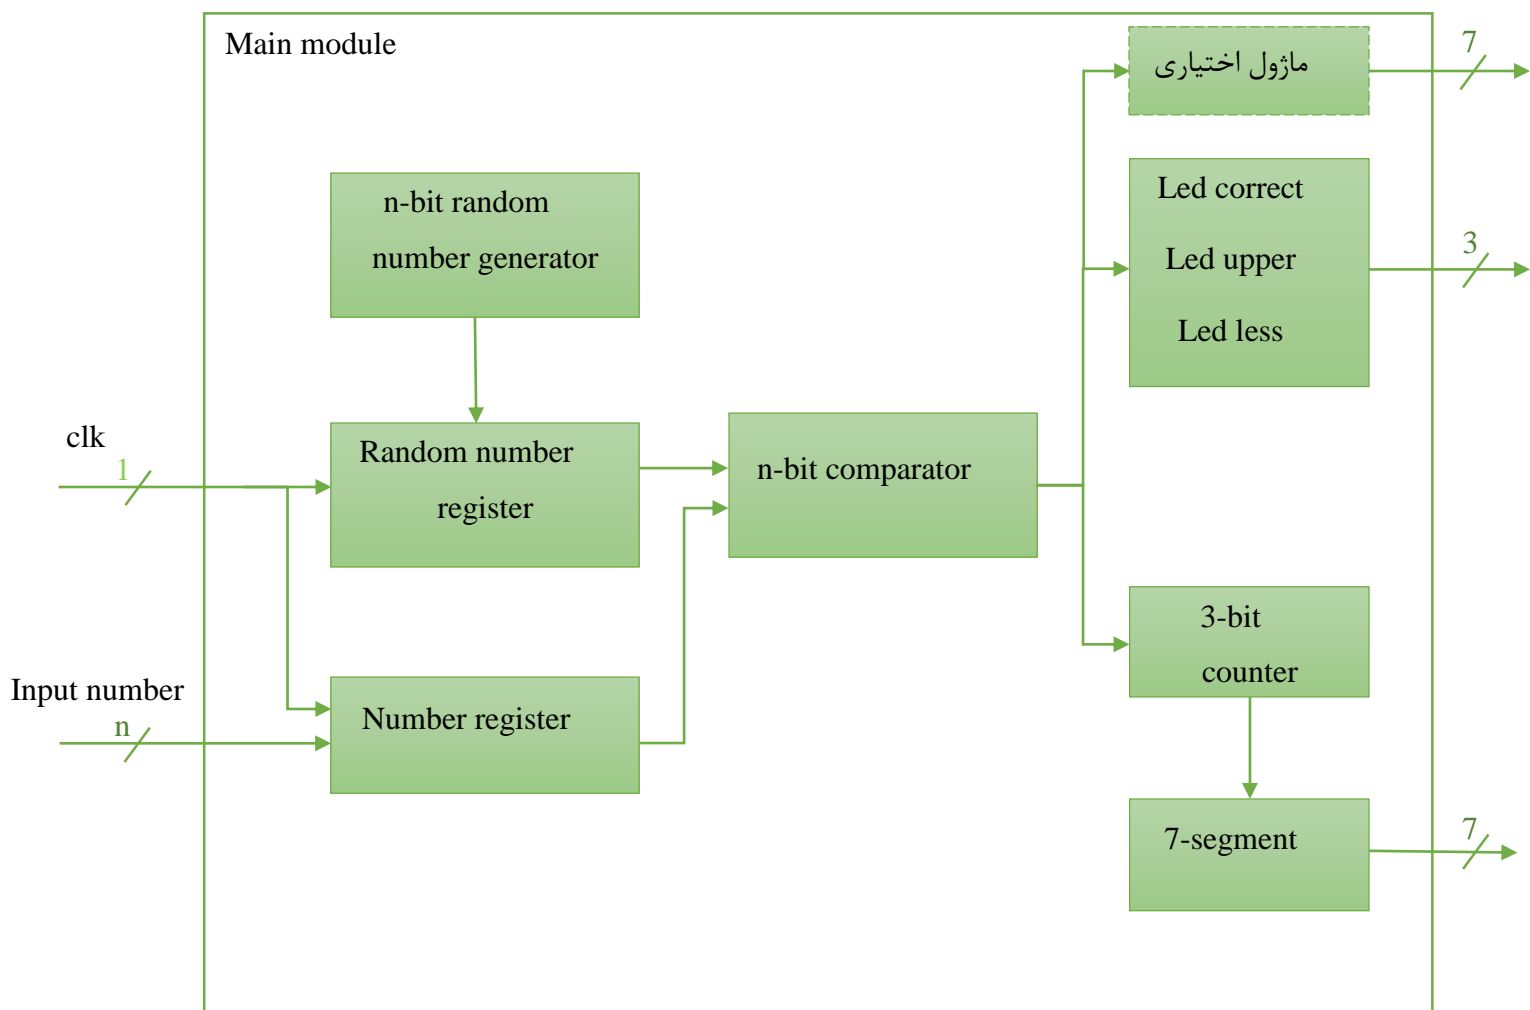 Main module
ماژول اختیاری
7
n-bit random
number generator
Led correct
Led upper
Led less
3
clk
1
Random number
register
n-bit comparator
3-bit
counter
Input number
n
Number register
7-segment
7